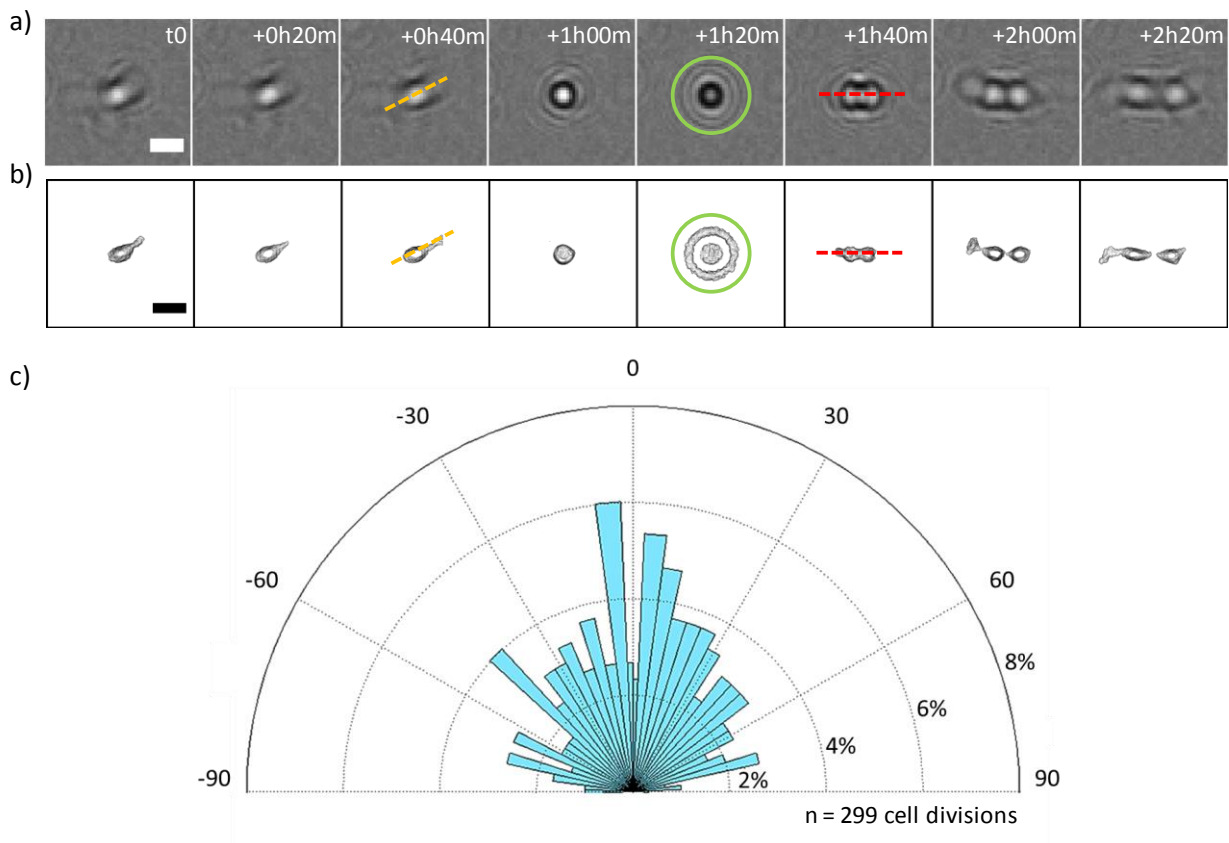 a)
t0 +0h20m +0h40m +1h00m +1h20m +1h40m +2h00m +2h20m
b)
c)
0
-30 30
-60 60
8%
6%
4%
-90 2% 90
n = 299 cell divisions